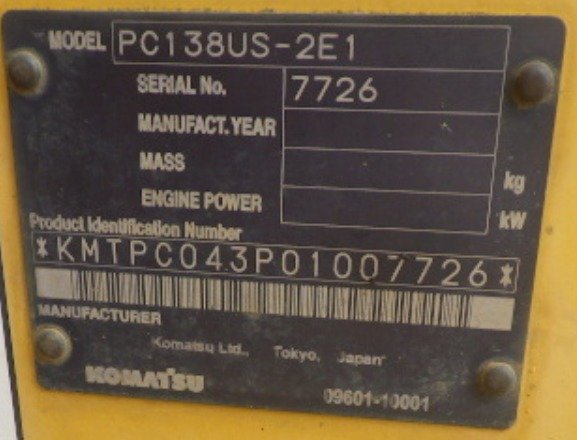 MODEL PC138US-2E1
SERIAL No. 7726
MANUFACT. YEAR
MASS kg
ENGINE POWER kW
Product Identification Number
*KMTPC043P01007726*
MANUFACTURER
Komatsu Ltd., Tokyo, Japan
KOMATSU
09601-10001